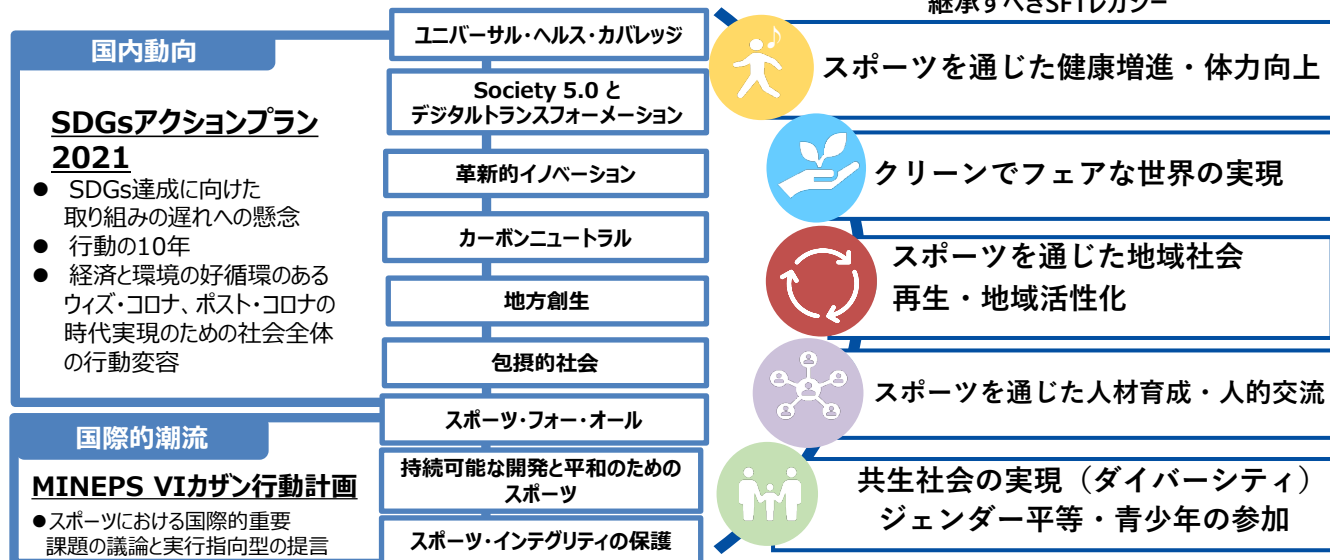 国内動向
SDGsアクションプラン
2021
● SDGs達成に向けた
取り組みの遅れへの懸念
● 行動の10年
● 経済と環境の好循環のある
ウィズ・コロナ、ポスト・コロナの
時代実現のための社会全体
の行動変容
国際的潮流
MINEPS VIカザン行動計画
●スポーツにおける国際的重要
課題の議論と実行指向型の提言
ユニバーサル・ヘルス・カバレッジ
Society 5.0 と
デジタルトランスフォーメーション
革新的イノベーション
カーボンニュートラル
地方創生
包摂的社会
スポーツ・フォー・オール
持続可能な開発と平和のための
スポーツ
スポーツ・インテグリティの保護
継承すべきSFTレガシー
スポーツを通じた健康増進・体力向上
クリーンでフェアな世界の実現
スポーツを通じた地域社会
再生・地域活性化
スポーツを通じた人材育成・人的交流
共生社会の実現（ダイバーシティ）
ジェンダー平等・青少年の参加